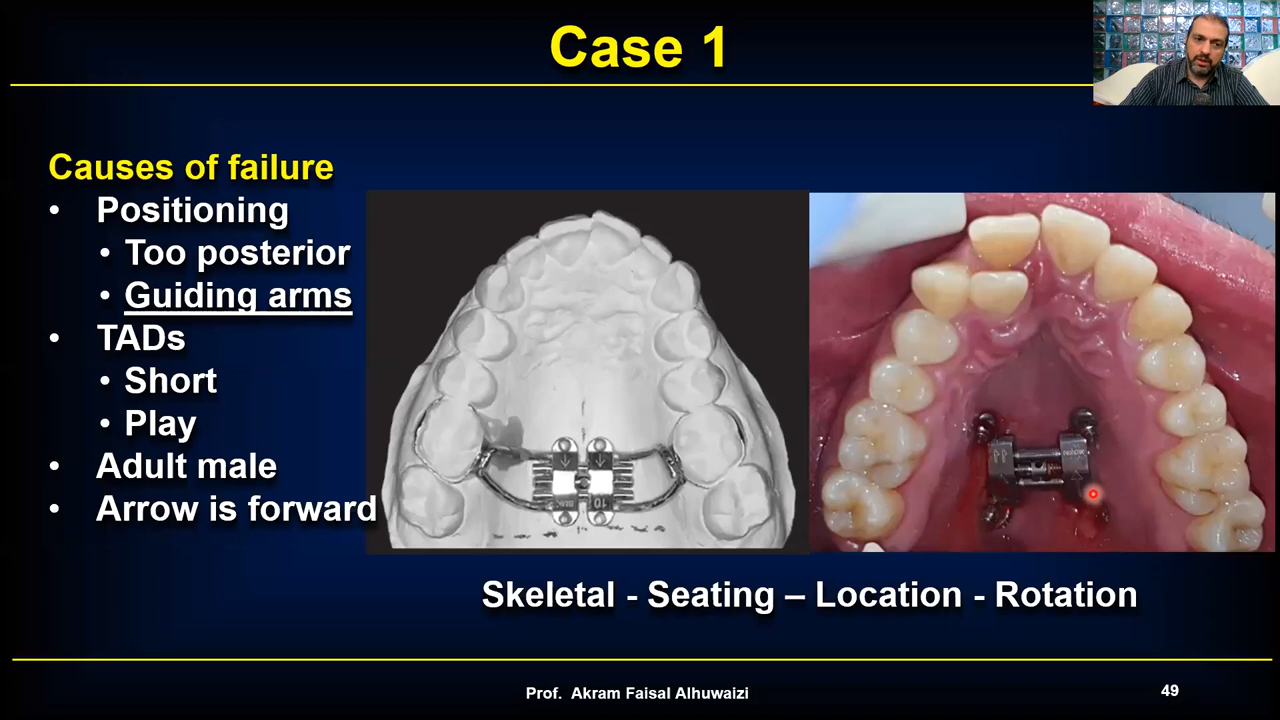 Case 1
Causes of failure
• Positioning
• Too posterior
• Guiding arms
• TADs
• Short
• Play
• Adult male
• Arrow is forward
10
Skeletal - Seating – Location - Rotation
Prof. Akram Faisal Alhuwaizi
49